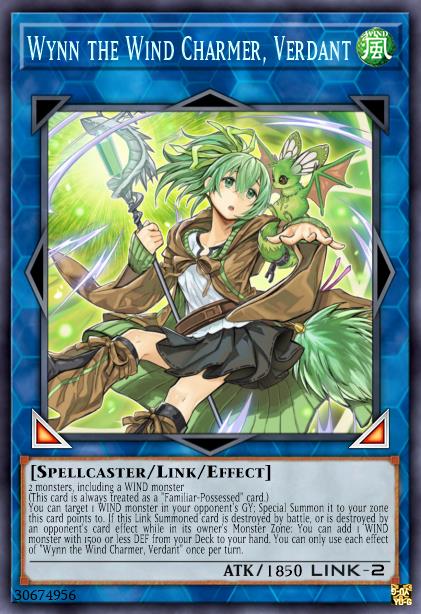 Wynn the Wind Charmer, Verdant
WIND
風
[Spellcaster/Link/Effect]
2 monsters, including a WIND monster
(This card is always treated as a "Familiar-Possessed" card.)
You can target 1 WIND monster in your opponent's GY; Special Summon it to your zone
this card points to. If this Link Summoned card is destroyed by battle, or is destroyed by
an opponent's card effect while in its owner's Monster Zone: You can add 1 WIND
monster with 1500 or less DEF from your Deck to your hand. You can only use each effect
of "Wynn the Wind Charmer, Verdant" once per turn.
ATK/1850 LINK-2
30674956